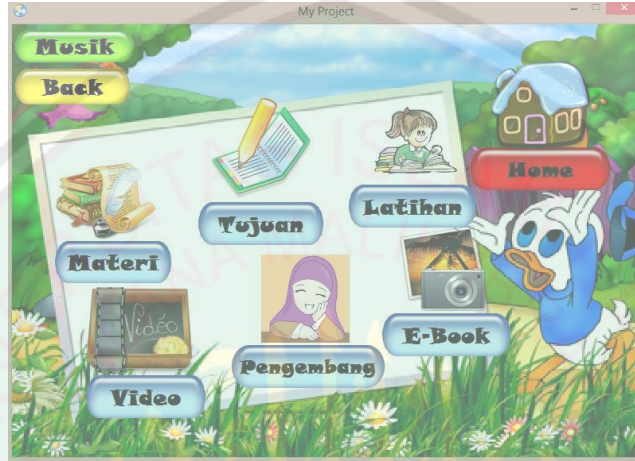 My Project
Musik
Back
Home
Latihan
Tujuan
Materi
Vidéo
E-Book
Pengembang
Video